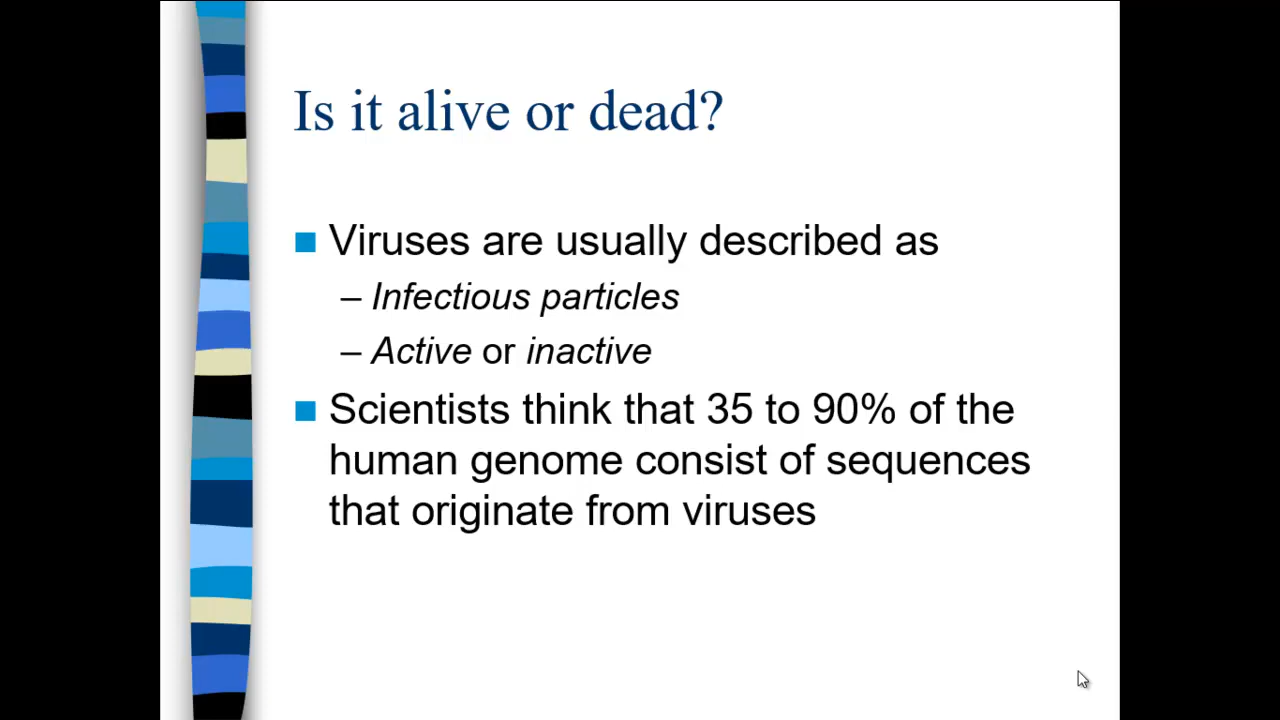 Is it alive or dead?
Viruses are usually described as
– Infectious particles
– Active or inactive
Scientists think that 35 to 90% of the
human genome consist of sequences
that originate from viruses